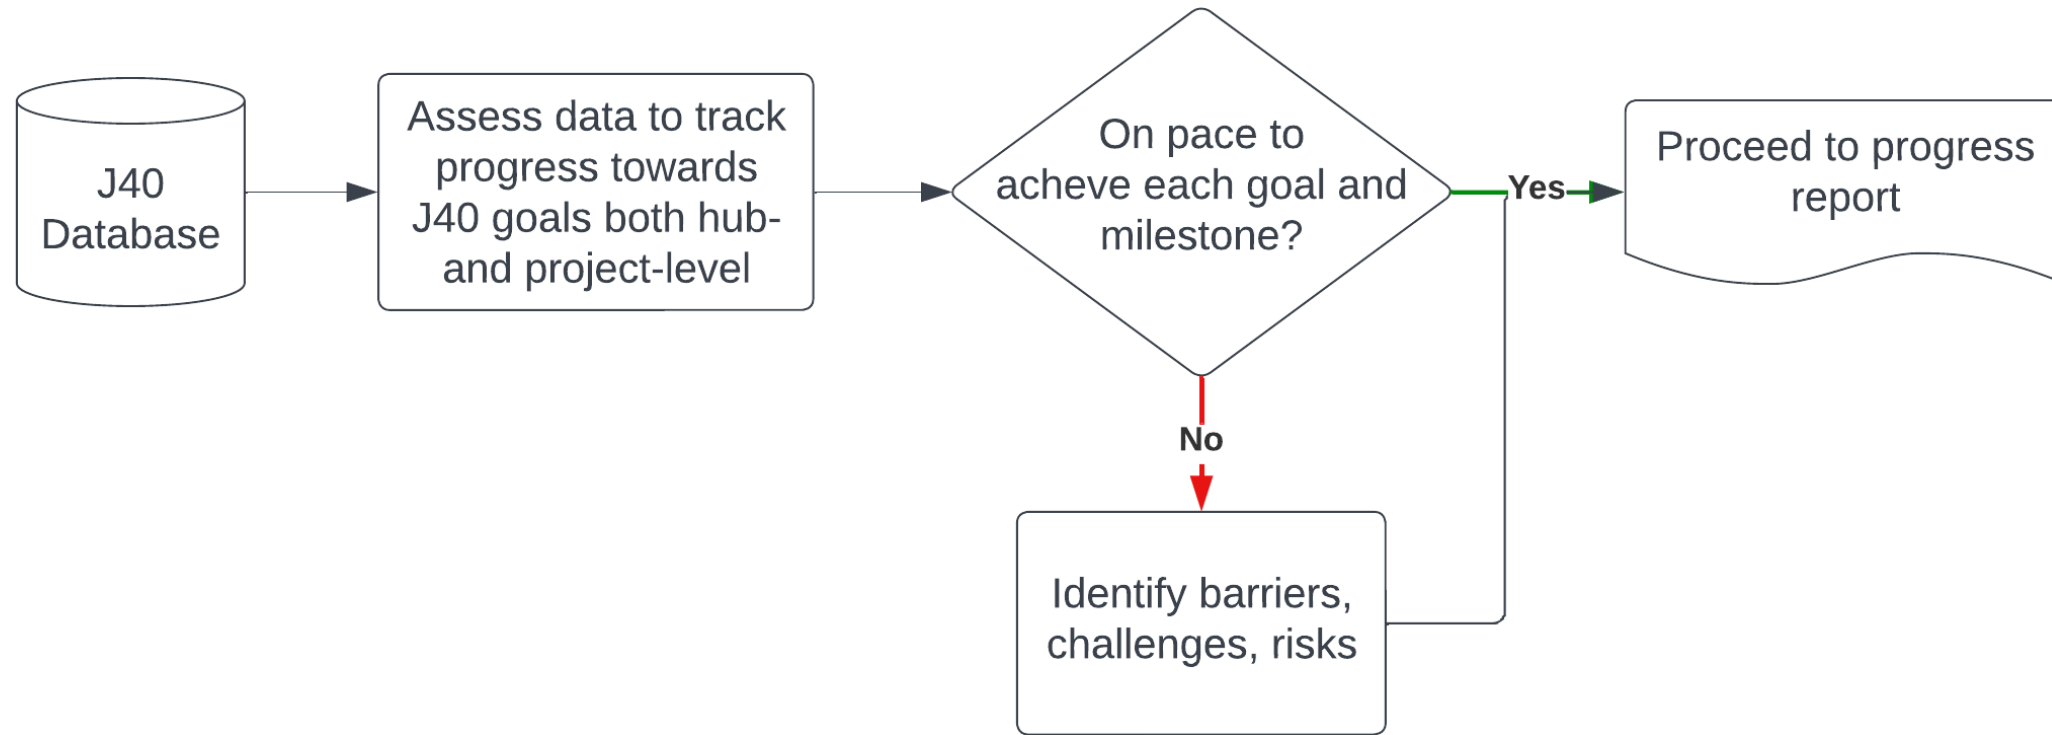 J40
Database
Assess data to track
progress towards
J40 goals both hub-
and project-level
On pace to
acheve each goal and
milestone?
Yes
Proceed to progress
report
No
Identify barriers,
challenges, risks